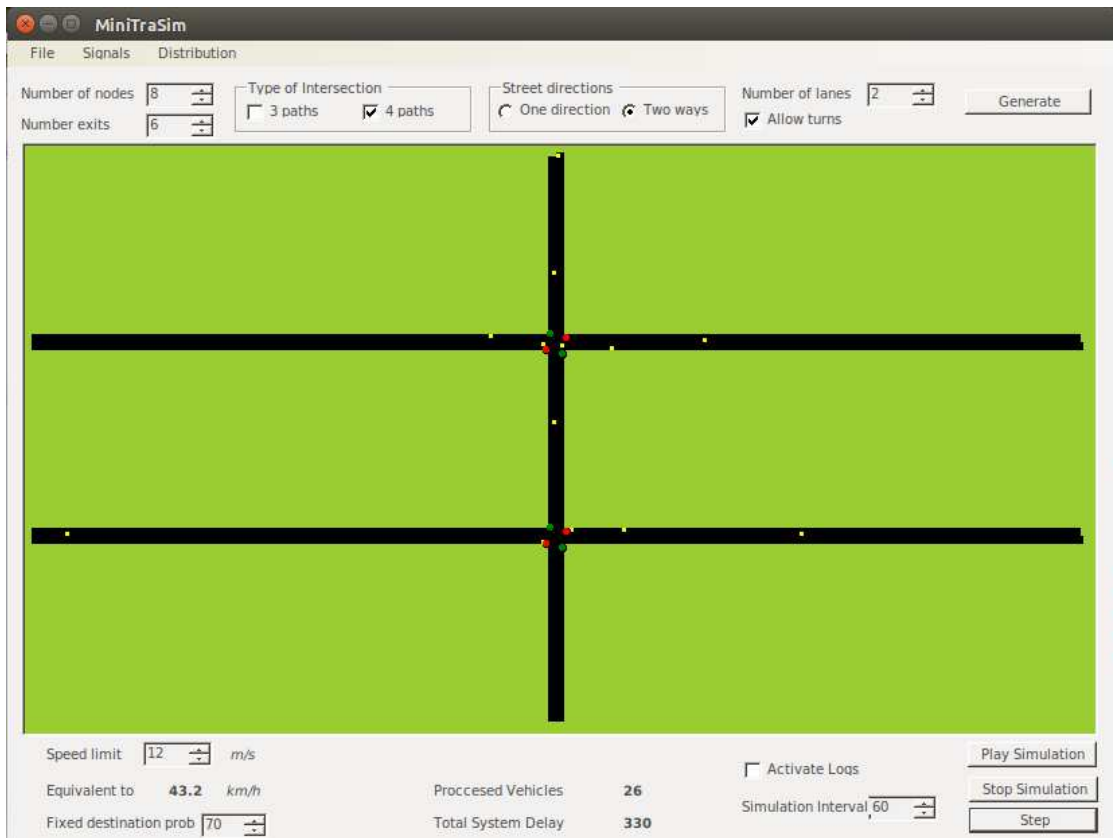 MiniTraSim
File Signals Distribution
Number of nodes 8 Type of Intersection Street directions Number of lanes 2 Generate
3 paths 4 paths One direction Two ways Allow turns
Number exits 6
Speed limit 12 m/s Play Simulation
Activate Logs
Equivalent to 43.2 km/h Proccesed Vehicles 26 Stop Simulation
Simulation Interval 60
Fixed destination prob 70 Total System Delay 330 Step